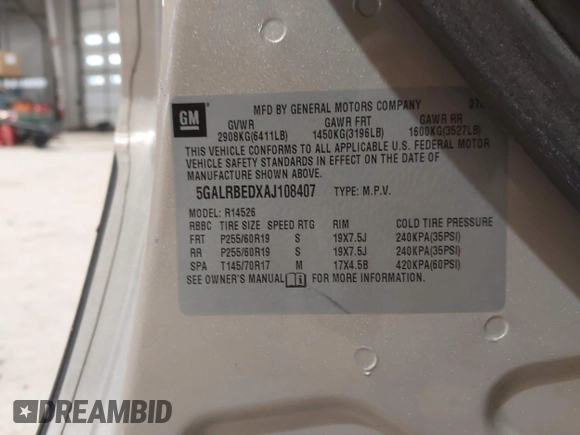 MFD BY GENERAL MOTORS COMPANY
GM
GVWR GAWR FRT GAWR RR
2908KG(6411LB) 1450KG(3196LB) 1600KG(3527LB)
THIS VEHICLE CONFORMS TO ALL APPLICABLE U.S. FEDERAL MOTOR
VEHICLE SAFETY STANDARDS IN EFFECT ON THE DATE OF
MANUFACTURE SHOWN ABOVE.
5GALRBEDXAJ108407 TYPE: M.P.V.
MODEL: R14526
RBBC TIRE SIZE SPEED RTG RIM COLD TIRE PRESSURE
FRT P255/60R19 S 19X7.5J 240KPA(35PSI)
RR P255/60R19 S 19X7.5J 240KPA(35PSI)
SPA T145/70R17 M 17X4.5B 420KPA(60PSI)
SEE OWNER'S MANUAL FOR MORE INFORMATION.
DREAMBID